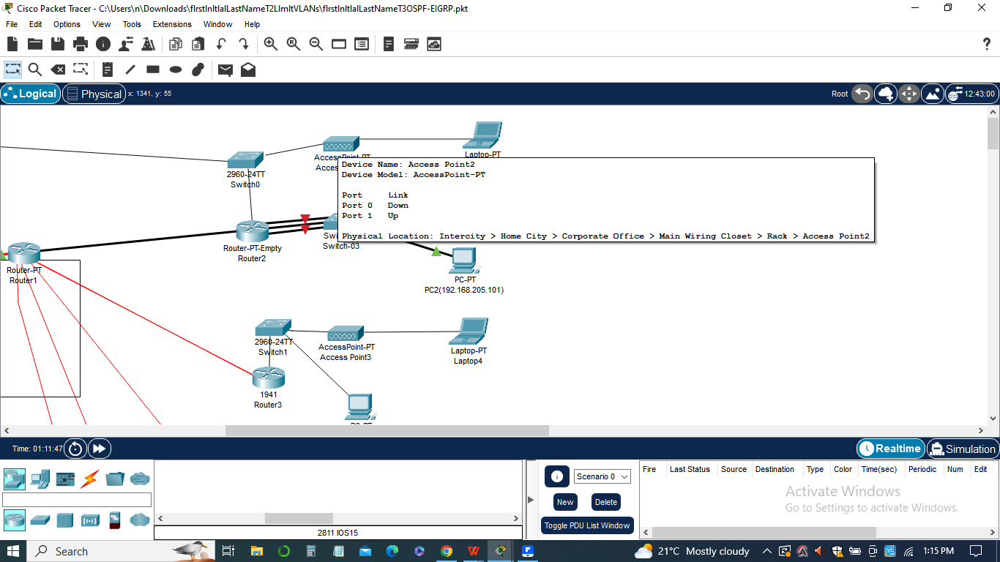 Cisco Packet Tracer - C:\Users\n\Downloads\fIrstInItIalLastNameT2LImItVLANs\fIrstInItIalLastNameT3OSPF-EIGRP.pkt
File Edit Options View Tools Extensions Window Help
Logical Physical x: 1341, y: 55 Root 12:43:00
Laptop-PT
AccessPoint-PT
2960-24TT
Switch0
Device Name: Access Point2
Device Model: AccessPoint-PT
Port Link
Port 0 Down
Port 1 Up
Physical Location: Intercity > Home City > Corporate Office > Main Wiring Closet > Rack > Access Point2
Switch-03
Router-PT-Empty
Router2
Router-PT
Router1
PC-PT
PC2(192.168.205.101)
2960-24TT
Switch1
AccessPoint-PT
Access Point3
Laptop-PT
Laptop4
1941
Router3
Time: 01:11:47 Realtime Simulation
Scenario 0
New Delete
Toggle PDU List Window
Fire Last Status Source Destination Type Color Time(sec) Periodic Num Edit
Activate Windows
Go to Settings to activate Windows.
2811 IOS15
Search 21°C Mostly cloudy 1:15 PM